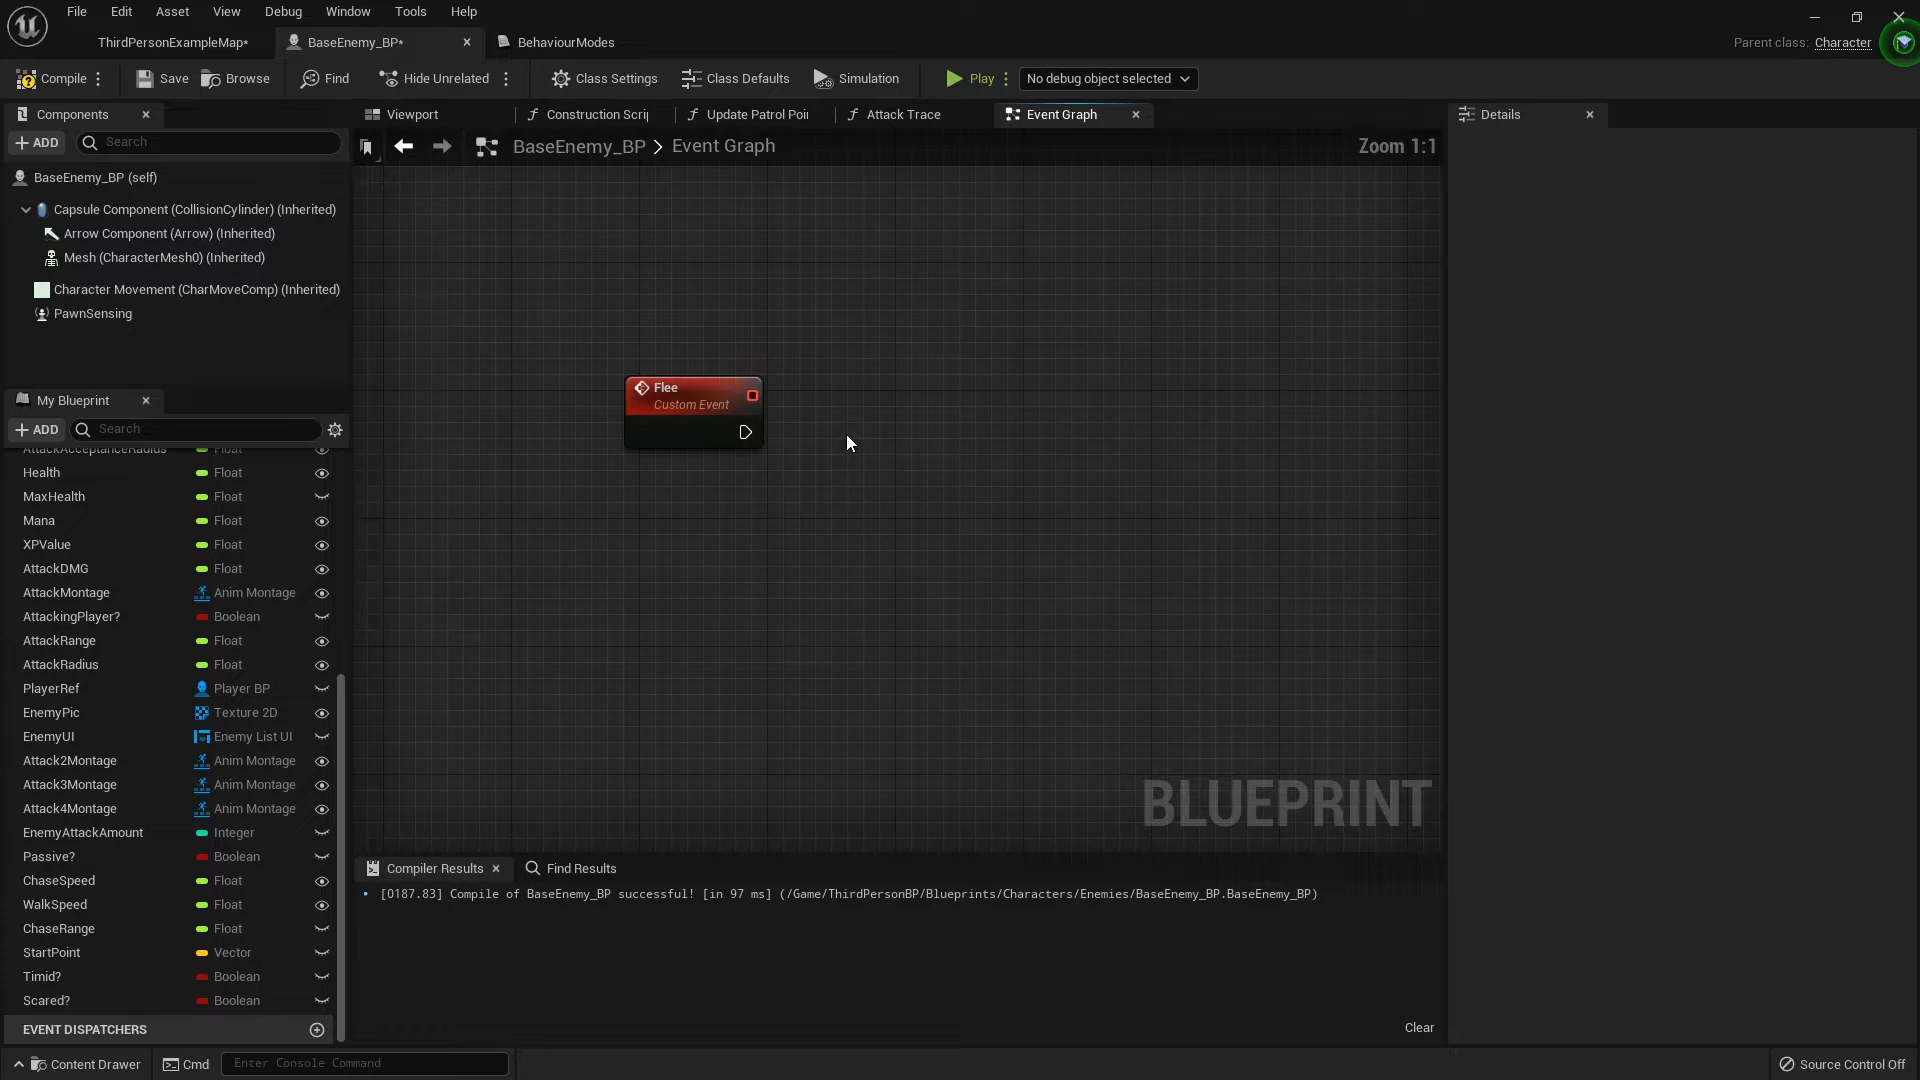 File Edit Asset View Debug Window Tools Help
ThirdPersonExampleMap*
BaseEnemy_BP*
BehaviourModes
Parent class: Character
Compile
Save
Browse
Find
Hide Unrelated
Class Settings
Class Defaults
Simulation
Play
No debug object selected
Components
ADD
Search
BaseEnemy_BP (self)
Capsule Component (CollisionCylinder) (Inherited)
Arrow Component (Arrow) (Inherited)
Mesh (CharacterMesh0) (Inherited)
Character Movement (CharMoveComp) (Inherited)
PawnSensing
My Blueprint
ADD
Search
AttackAcceptanceRadius Float
Health Float
MaxHealth Float
Mana Float
XPValue Float
AttackDMG Float
AttackMontage Anim Montage
AttackingPlayer? Boolean
AttackRange Float
AttackRadius Float
PlayerRef Player BP
EnemyPic Texture 2D
EnemyUI Enemy List UI
Attack2Montage Anim Montage
Attack3Montage Anim Montage
Attack4Montage Anim Montage
EnemyAttackAmount Integer
Passive? Boolean
ChaseSpeed Float
WalkSpeed Float
ChaseRange Float
StartPoint Vector
Timid? Boolean
Scared? Boolean
EVENT DISPATCHERS
Viewport
Construction Scrip
Update Patrol Poin
Attack Trace
Event Graph
BaseEnemy_BP > Event Graph
Zoom 1:1
Flee
Custom Event
BLUEPRINT
Compiler Results
Find Results
[0187.83] Compile of BaseEnemy_BP successful! [in 97 ms] (/Game/ThirdPersonBP/Blueprints/Characters/Enemies/BaseEnemy_BP.BaseEnemy_BP)
Clear
Details
Content Drawer
Cmd
Enter Console Command
Source Control Off